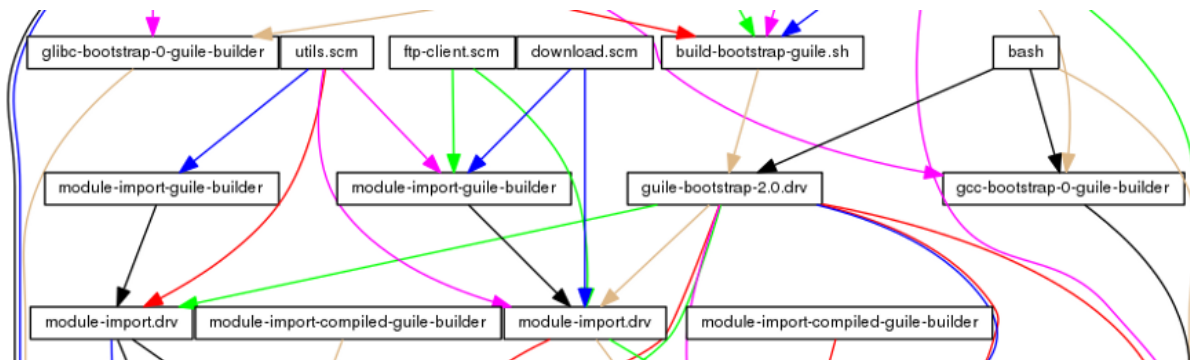 glibc-bootstrap-0-guile-builder
utils.scm
ftp-client.scm
download.scm
build-bootstrap-guile.sh
bash
module-import-guile-builder
module-import-guile-builder
guile-bootstrap-2.0.drv
gcc-bootstrap-0-guile-builder
module-import.drv
module-import-compiled-guile-builder
module-import.drv
module-import-compiled-guile-builder